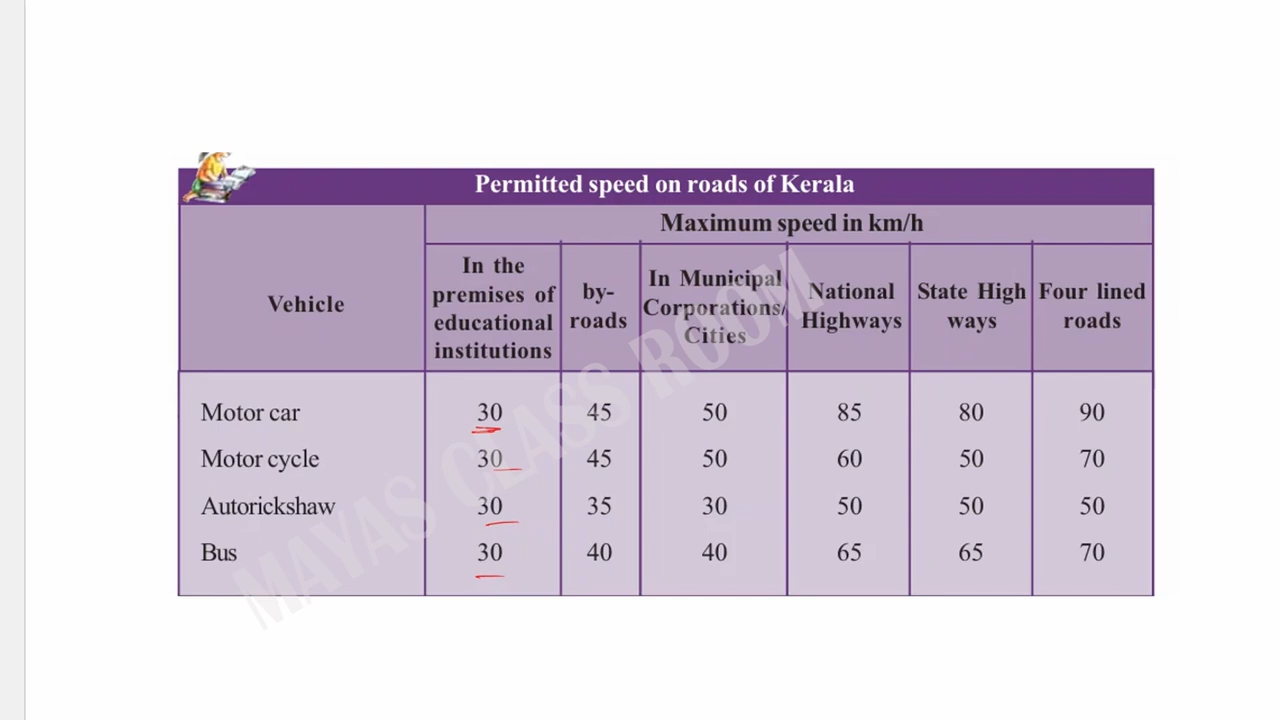 Permitted speed on roads of Kerala
Maximum speed in km/h
Vehicle
In the
premises of
educational
institutions
by-
roads
In Municipal
Corporations/
Cities
National
Highways
State High
ways
Four lined
roads
Motor car 30 45 50 85 80 90
Motor cycle 30 45 50 60 50 70
Autorickshaw 30 35 30 50 50 50
Bus 30 40 40 65 65 70
MAYAS CLASS ROOM